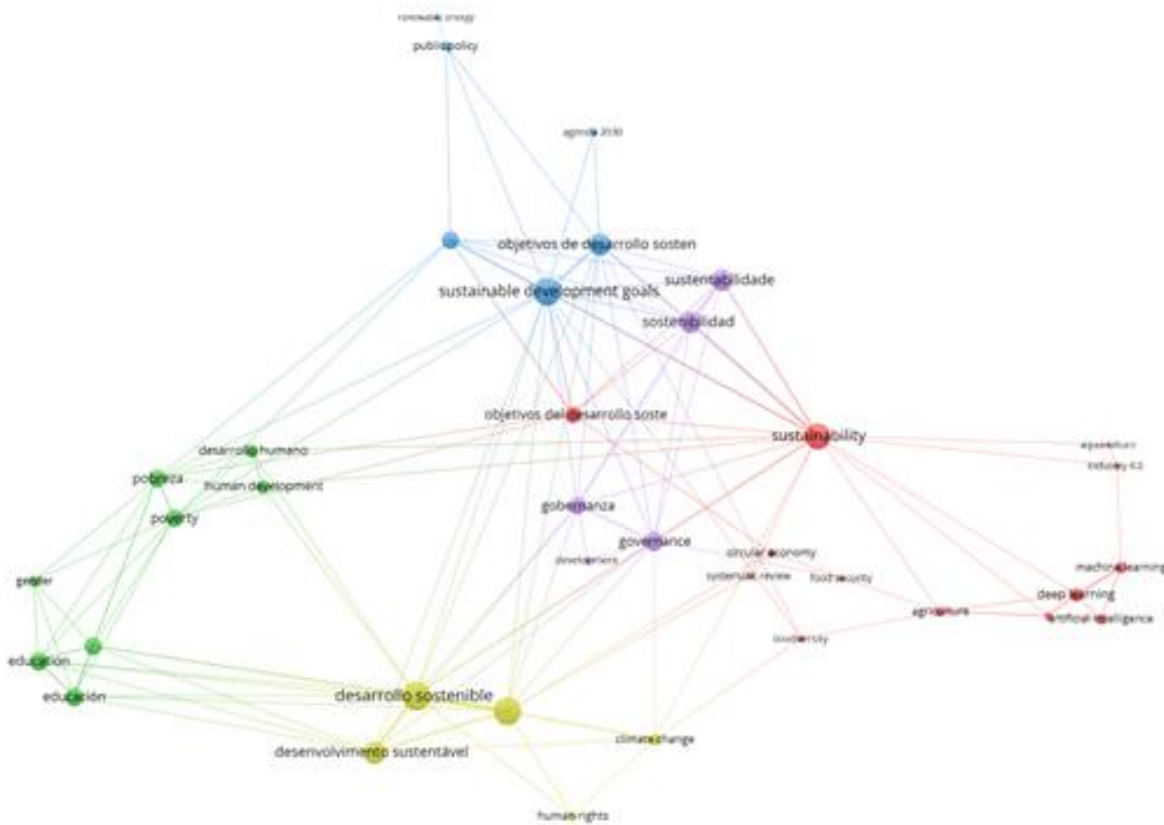 renewable energy
public policy
agenda 2030
objetivos de desarrollo sosten
sustentabilidade
sustainable development goals
sostenibilidad
objetivos del desarrollo soste
sustainability
desarrollo humano
industry 4.0
pobreza
human development
gobernanza
poverty
governance
circular economy
development
machine learning
systematic review
food security
gender
deep learning
agriculture
artificial intelligence
biodiversity
education
educación
desarrollo sostenible
climate change
desenvolvimento sustentável
human rights